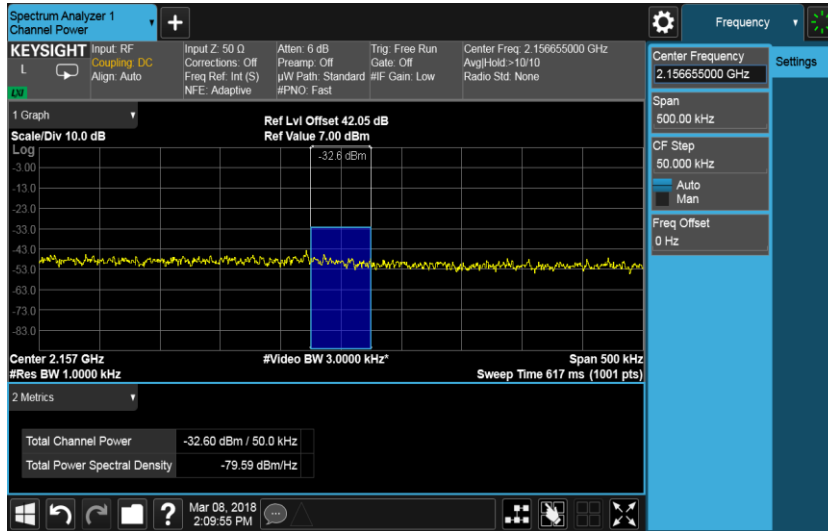 Spectrum Analyzer 1
Channel Power
+
Frequency
KEYSIGHT
L
LXI
Input: RF
Coupling: DC
Align: Auto
Input Z: 50 Ω
Corrections: Off
Freq Ref: Int (S)
NFE: Adaptive
Atten: 6 dB
Preamp: Off
µW Path: Standard
#PNO: Fast
Trig: Free Run
Gate: Off
#IF Gain: Low
Center Freq: 2.156655000 GHz
Avg|Hold:>10/10
Radio Std: None
Center Frequency
2.156655000 GHz
Settings
Span
500.00 kHz
CF Step
50.000 kHz
Auto
Man
Freq Offset
0 Hz
1 Graph
Ref Lvl Offset 42.05 dB
Scale/Div 10.0 dB
Ref Value 7.00 dBm
Log
-32.6 dBm
-3.00
-13.0
-23.0
-33.0
-43.0
-53.0
-63.0
-73.0
-83.0
Center 2.157 GHz
#Video BW 3.0000 kHz*
Span 500 kHz
#Res BW 1.0000 kHz
Sweep Time 617 ms (1001 pts)
2 Metrics
Total Channel Power -32.60 dBm / 50.0 kHz
Total Power Spectral Density -79.59 dBm/Hz
?
Mar 08, 2018
2:09:55 PM